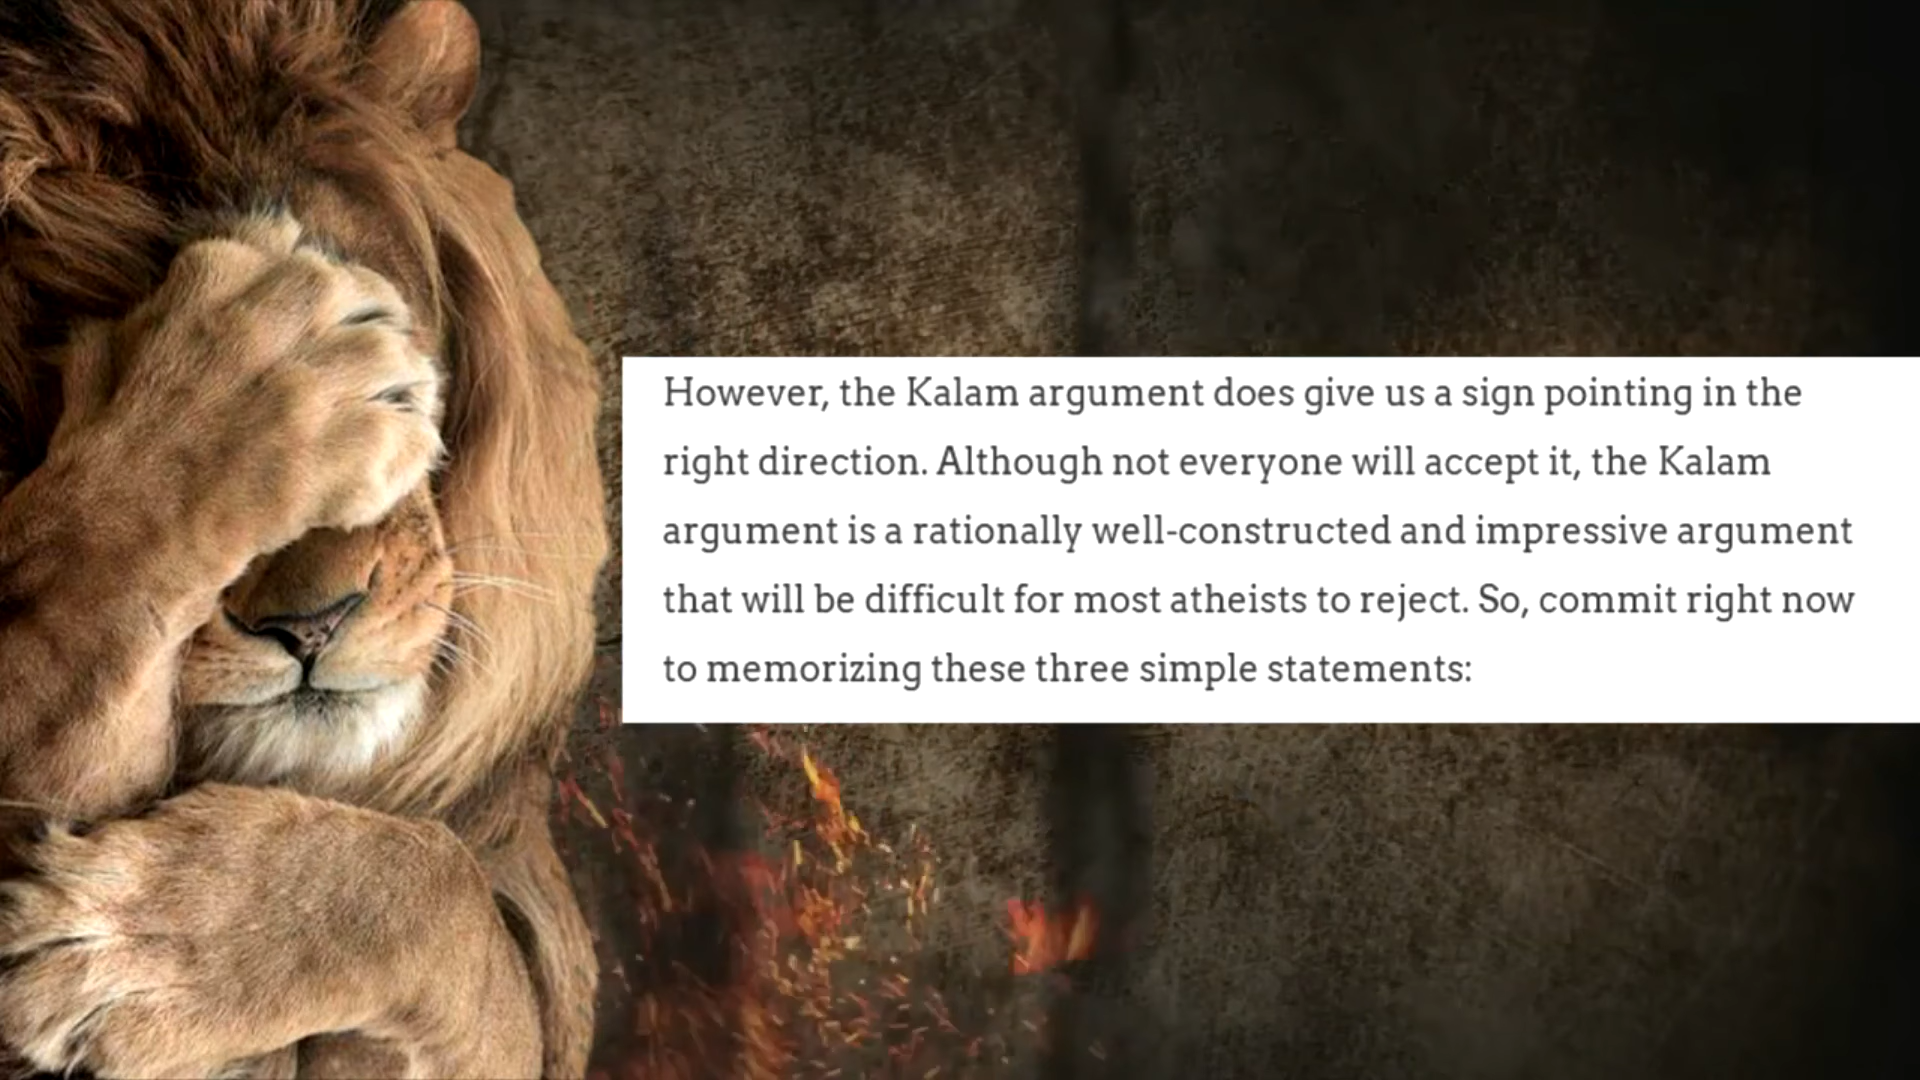 However, the Kalam argument does give us a sign pointing in the
right direction. Although not everyone will accept it, the Kalam
argument is a rationally well-constructed and impressive argument
that will be difficult for most atheists to reject. So, commit right now
to memorizing these three simple statements: